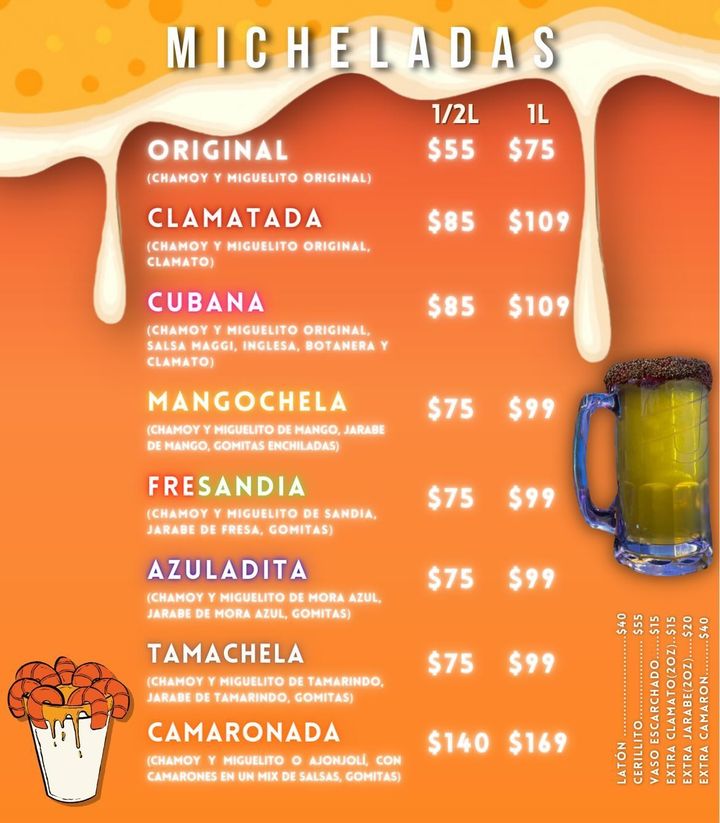 MICHELADAS
1/2L 1L
ORIGINAL $55 $75
(CHAMOY Y MIGUELITO ORIGINAL)
CLAMATADA $85 $109
(CHAMOY Y MIGUELITO ORIGINAL,
CLAMATO)
CUBANA $85 $109
(CHAMOY Y MIGUELITO ORIGINAL,
SALSA MAGGI, INGLESA, BOTANERA Y
CLAMATO)
MANGOCHELA $75 $99
(CHAMOY Y MIGUELITO DE MANGO, JARABE
DE MANGO, GOMITAS ENCHILADAS)
FRESANDIA $75 $99
(CHAMOY Y MIGUELITO DE SANDIA,
JARABE DE FRESA, GOMITAS)
AZULADITA $75 $99
(CHAMOY Y MIGUELITO DE MORA AZUL,
JARABE DE MORA AZUL, GOMITAS)
TAMACHELA $75 $99
(CHAMOY Y MIGUELITO DE TAMARINDO,
JARABE DE TAMARINDO, GOMITAS)
CAMARONADA $140 $169
(CHAMOY Y MIGUELITO O AJONJOLÍ, CON
CAMARONES EN UN MIX DE SALSAS, GOMITAS)
LATÓN ........................ $40
CERILLITO.................. $55
VASO ESCARCHADO.....$15
EXTRA CLAMATO(2OZ)..$15
EXTRA JARABE(2OZ).... $20
EXTRA CAMARON....... $40